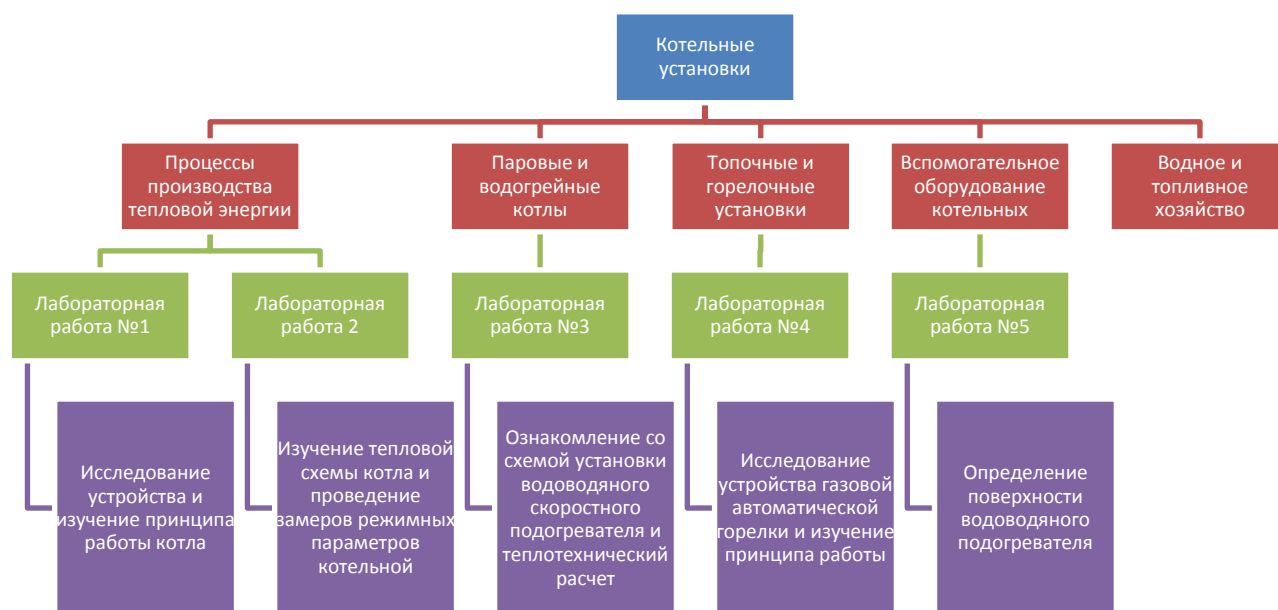 Котельные
установки
Процессы
производства
тепловой энергии
Паровые и
водогрейные
котлы
Топочные и
горелочные
установки
Вспомогательное
оборудование
котельных
Водное и
топливное
хозяйство
Лабораторная
работа №1
Лабораторная
работа 2
Лабораторная
работа №3
Лабораторная
работа №4
Лабораторная
работа №5
Исследование
устройства и
изучение принципа
работы котла
Изучение тепловой
схемы котла и
проведение
замеров режимных
параметров
котельной
Ознакомление со
схемой установки
водоводяного
скоростного
подогревателя и
теплотехнический
расчет
Исследование
устройства газовой
автоматической
горелки и изучение
принципа работы
Определение
поверхности
водоводяного
подогревателя